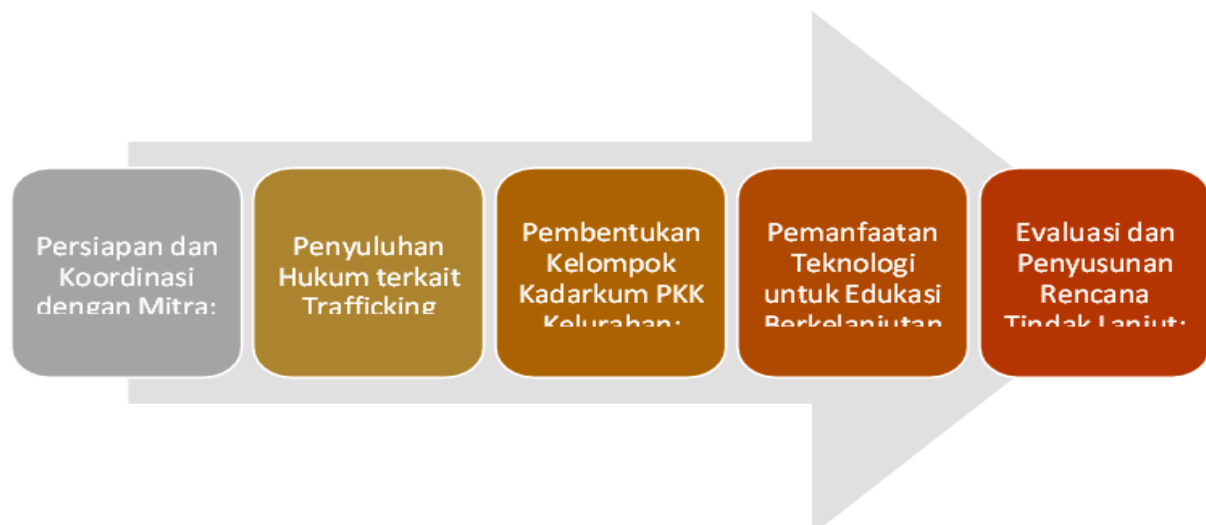 Persiapan dan
Koordinasi
dengan Mitra;
Penyuluhan
Hukum terkait
Trafficking
Pembentukan
Kelompok
Kadarkum PKK
Kelurahan;
Pemanfaatan
Teknologi
untuk Edukasi
Berkelanjutan
Evaluasi dan
Penyusunan
Rencana
Tindak Lanjut;